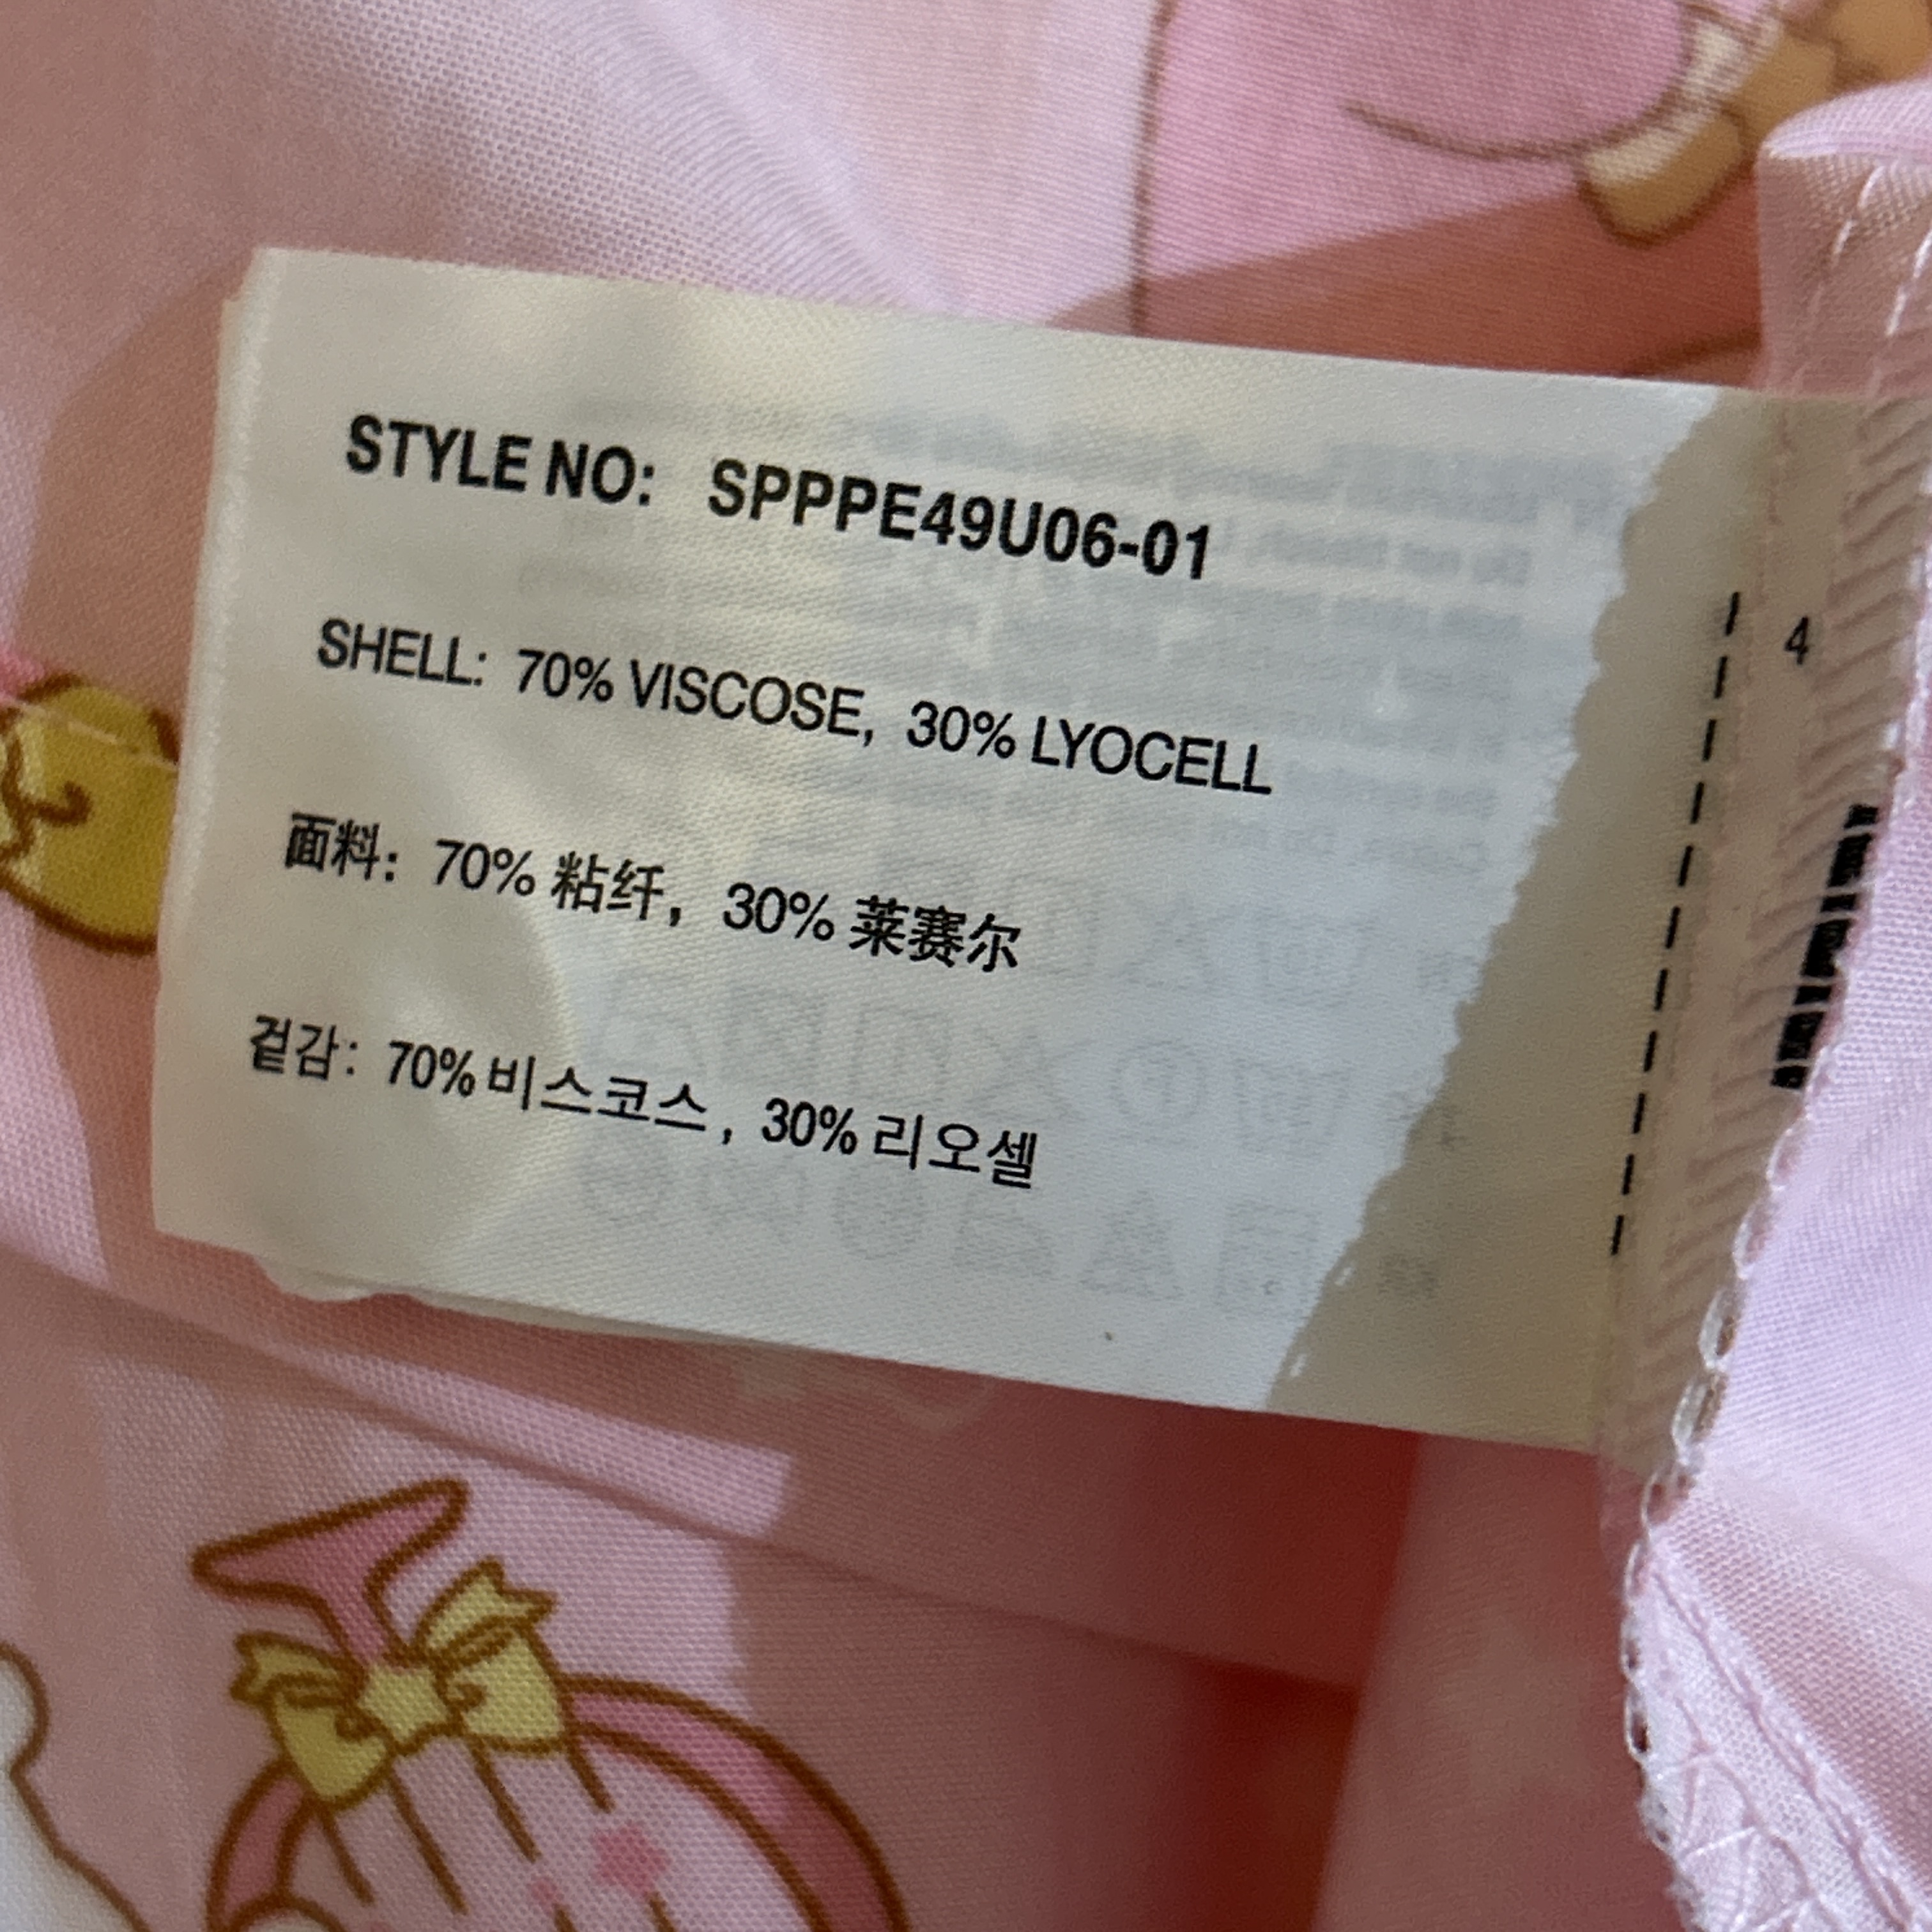 STYLE NO: SPPPE49U06-01
SHELL: 70% VISCOSE, 30% LYOCELL
面料: 70% 粘纤, 30% 莱赛尔
겉감: 70% 비스코스, 30% 리오셀
4